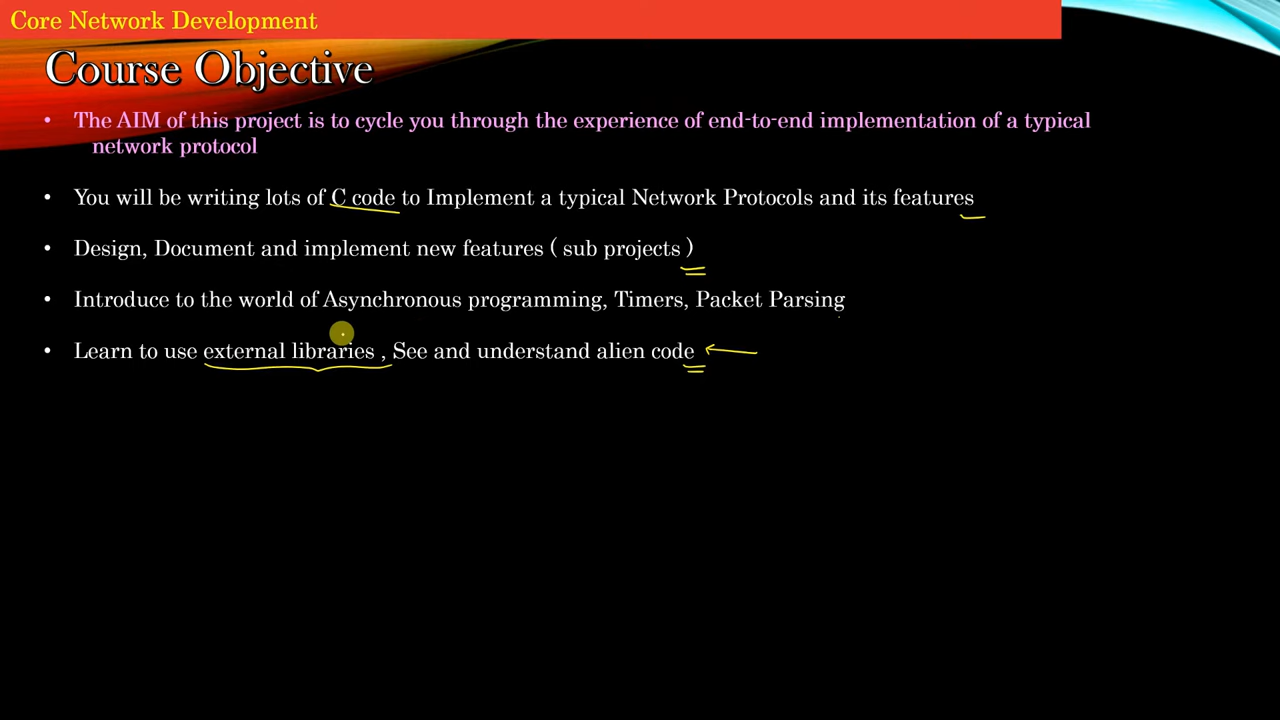 Core Network Development
Course Objective
• The AIM of this project is to cycle you through the experience of end-to-end implementation of a typical
network protocol
• You will be writing lots of C code to Implement a typical Network Protocols and its features
• Design, Document and implement new features ( sub projects )
• Introduce to the world of Asynchronous programming, Timers, Packet Parsing
• Learn to use external libraries , See and understand alien code